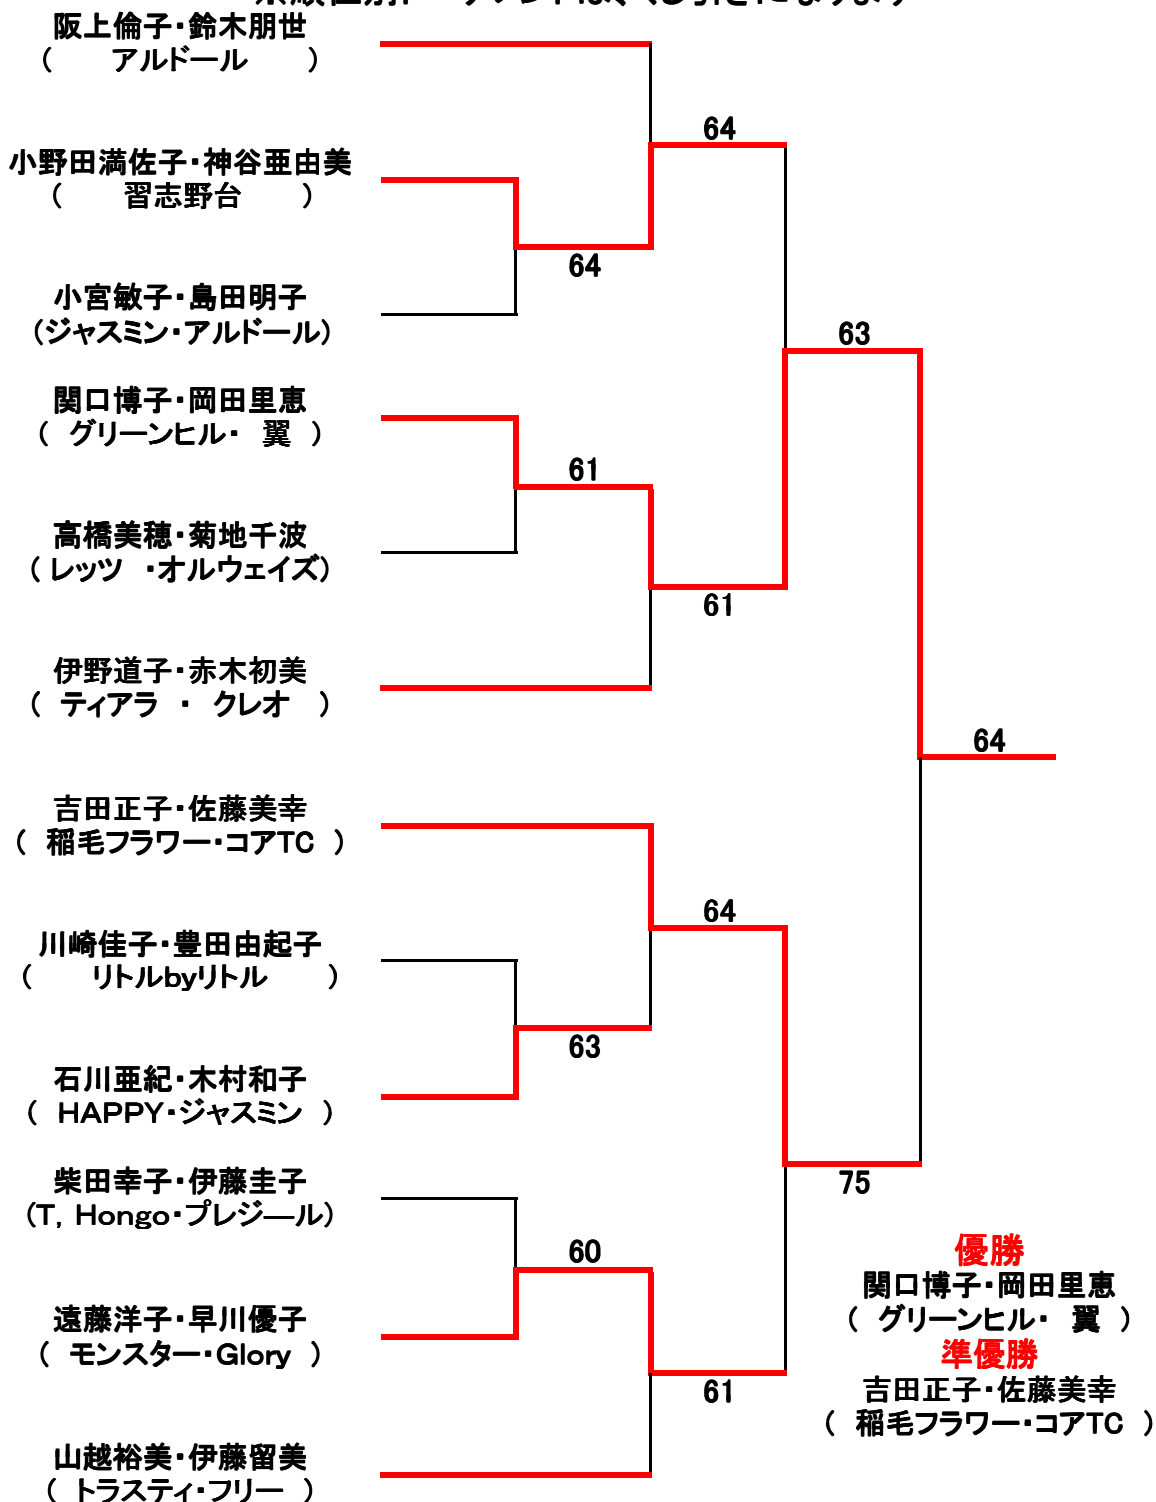 阪上倫子・鈴木朋世
(　　アルドール　　)
64
小野田満佐子・神谷亜由美
(　　習志野台　　)
64
小宮敏子・島田明子
(ジャスミン・アルドール)
63
関口博子・岡田里恵
(　グリーンヒル・　翼　)
61
高橋美穂・菊地千波
(レッツ　・オルウェイズ)
61
伊野道子・赤木初美
(　ティアラ　・　クレオ　)
64
吉田正子・佐藤美幸
(　稲毛フラワー・コアTC　)
64
川崎佳子・豊田由起子
(　　リトルbyリトル　　)
63
石川亜紀・木村和子
(　HAPPY・ジャスミン　)
柴田幸子・伊藤圭子
(T，Hongo・プレジ―ル)
75
60
遠藤洋子・早川優子
(　モンスター・Glory　)
61
山越裕美・伊藤留美
(　トラスティ・フリー　)
優勝
関口博子・岡田里恵
(　グリーンヒル・　翼　)
準優勝
吉田正子・佐藤美幸
(　稲毛フラワー・コアTC　)